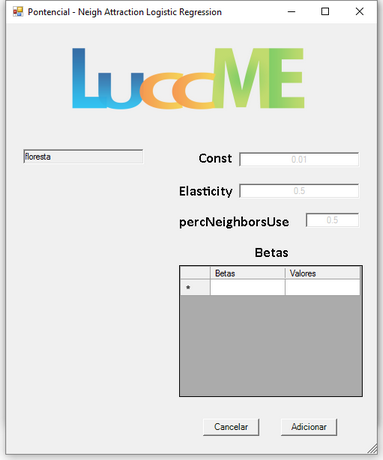 Pontencial - Neigh Attraction Logistic Regression
LuccME
floresta
Const 0.01
Elasticity 0.5
percNeighborsUse 0.5
Betas
Betas Valores
Cancelar Adicionar